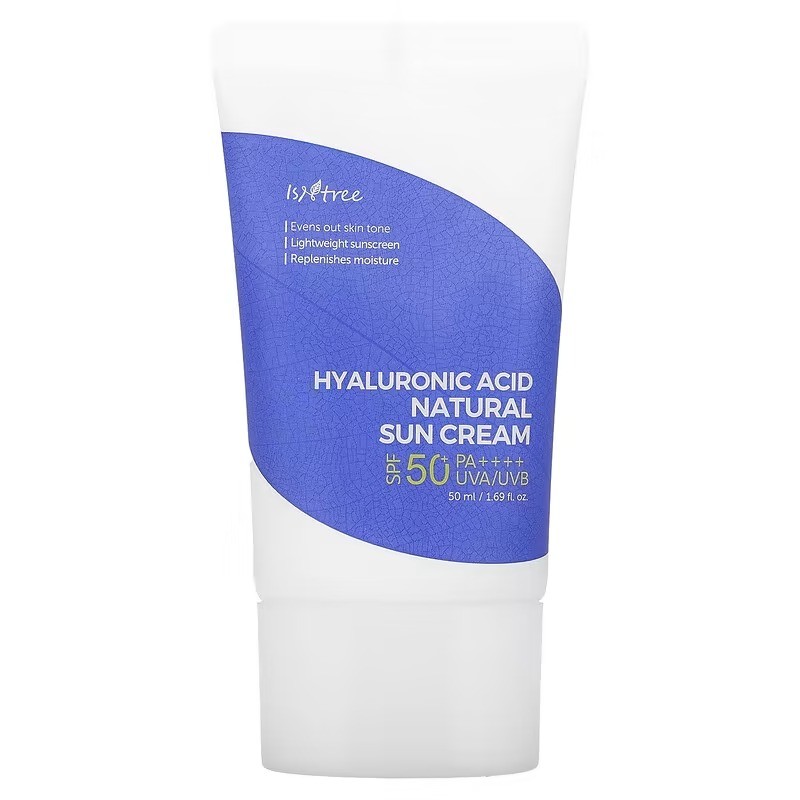 Isntree
Evens out skin tone
Lightweight sunscreen
Replenishes moisture
HYALURONIC ACID
NATURAL
SUN CREAM
SPF 50+ PA++++
UVA/UVB
50 ml / 1.69 fl. oz.